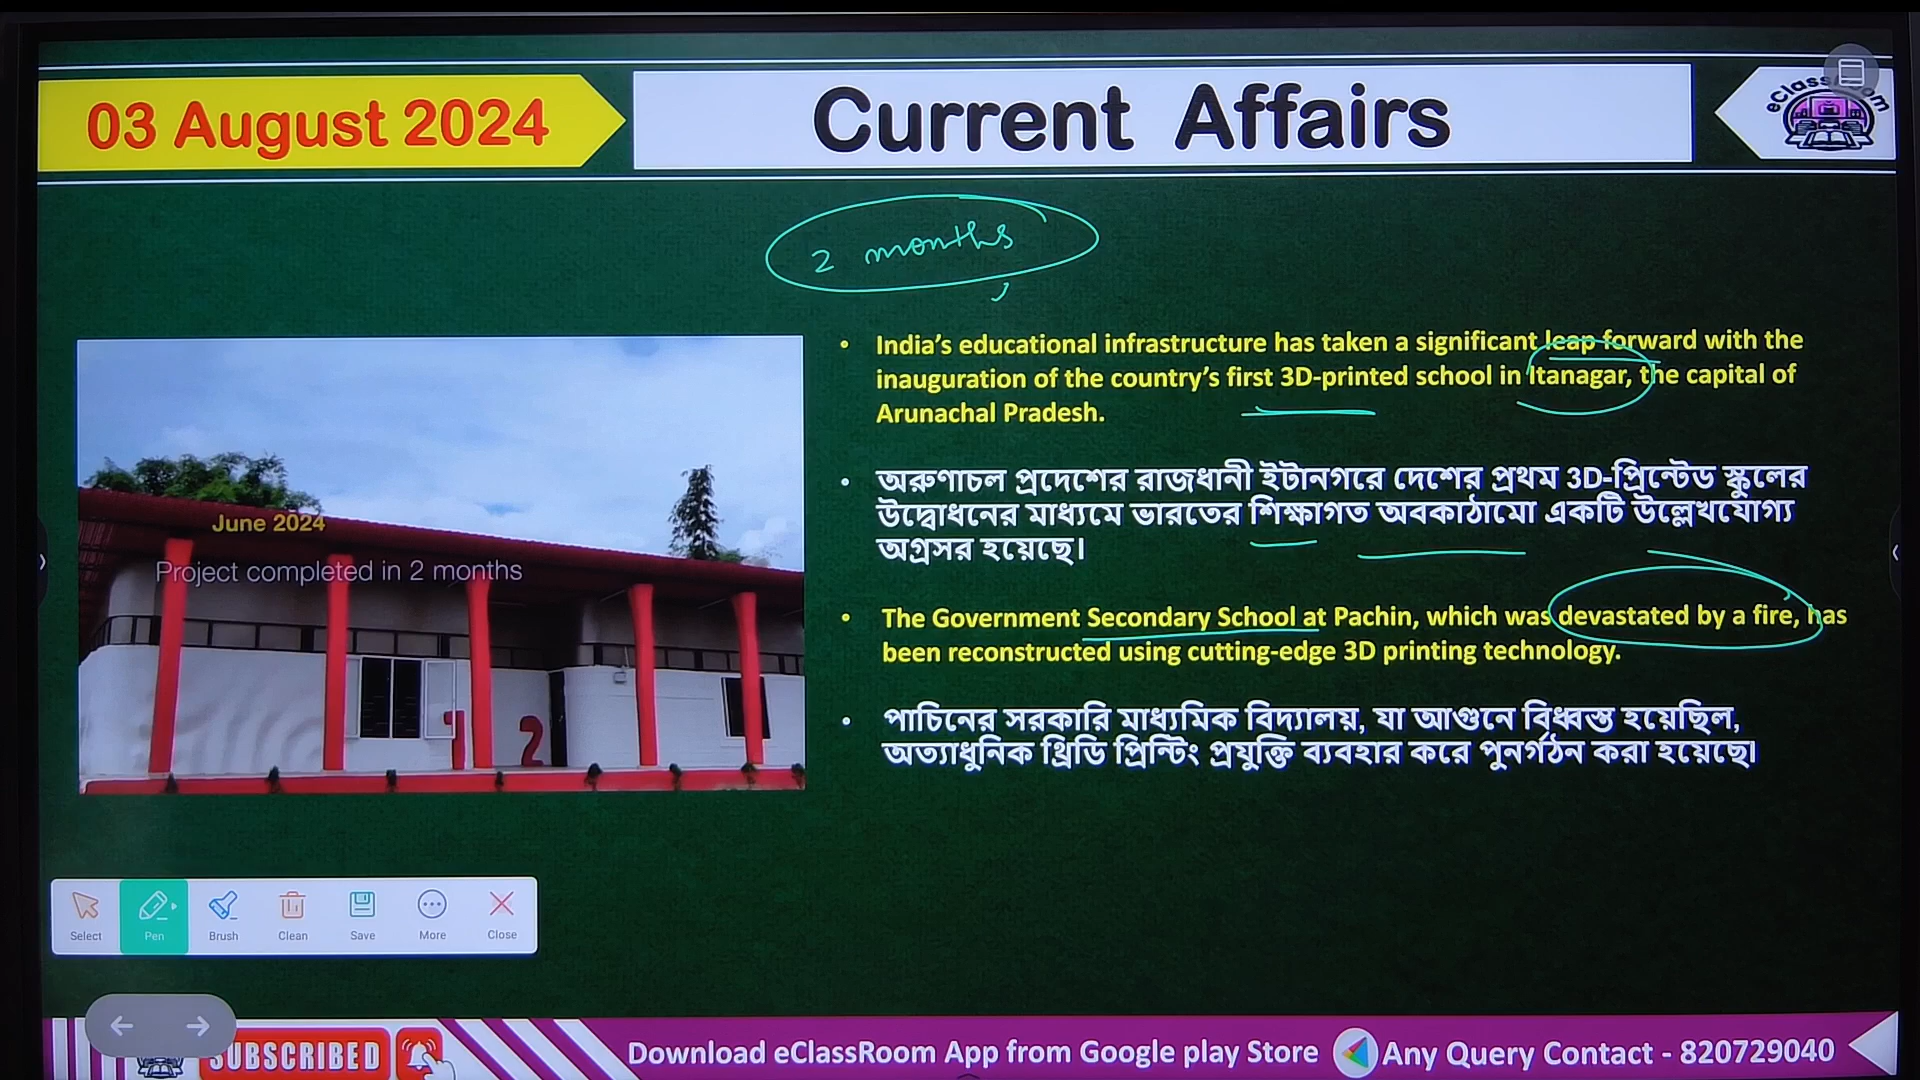 03 August 2024
Current Affairs
eClassRoom
2 months
• India's educational infrastructure has taken a significant leap forward with the
inauguration of the country's first 3D-printed school in Itanagar, the capital of
Arunachal Pradesh.
• অরুণাচল প্রদেশের রাজধানী ইটানগরে দেশের প্রথম 3D-প্রিন্টেড স্কুলের
উদ্বোধনের মাধ্যমে ভারতের শিক্ষাগত অবকাঠামো একটি উল্লেখযোগ্য
অগ্রসর হয়েছে।
June 2024
Project completed in 2 months
1 2
• The Government Secondary School at Pachin, which was devastated by a fire, has
been reconstructed using cutting-edge 3D printing technology.
• পাচিনের সরকারি মাধ্যমিক বিদ্যালয়, যা আগুনে বিধ্বস্ত হয়েছিল,
অত্যাধুনিক থ্রিডি প্রিন্টিং প্রযুক্তি ব্যবহার করে পুনর্গঠন করা হয়েছে।
Select Pen Brush Clean Save More Close
SUBSCRIBED
Download eClassRoom App from Google play Store Any Query Contact - 820729040